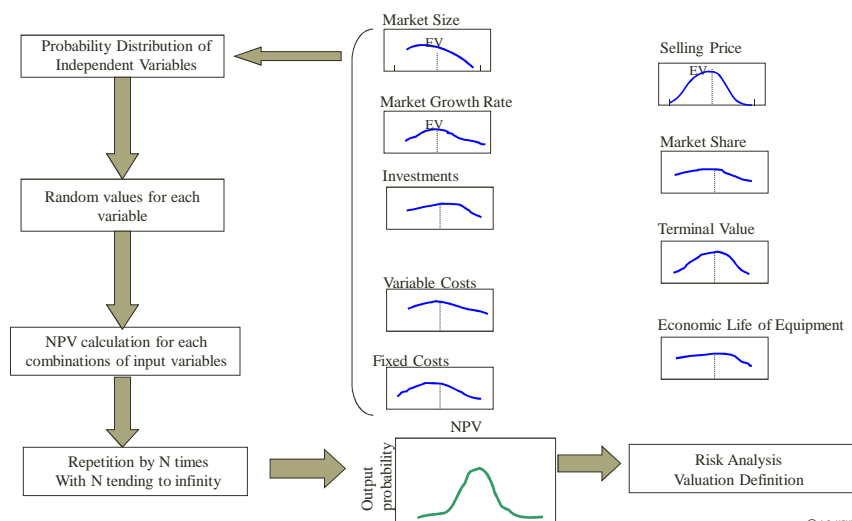 Market Size
EV
Probability Distribution of
Independent Variables
Selling Price
EV
Market Growth Rate
EV
Market Share
Investments
Random values for each
variable
Terminal Value
Variable Costs
Economic Life of Equipment
NPV calculation for each
combinations of input variables
Fixed Costs
NPV
Output
probability
Repetition by N times
With N tending to infinity
Risk Analysis
Valuation Definition